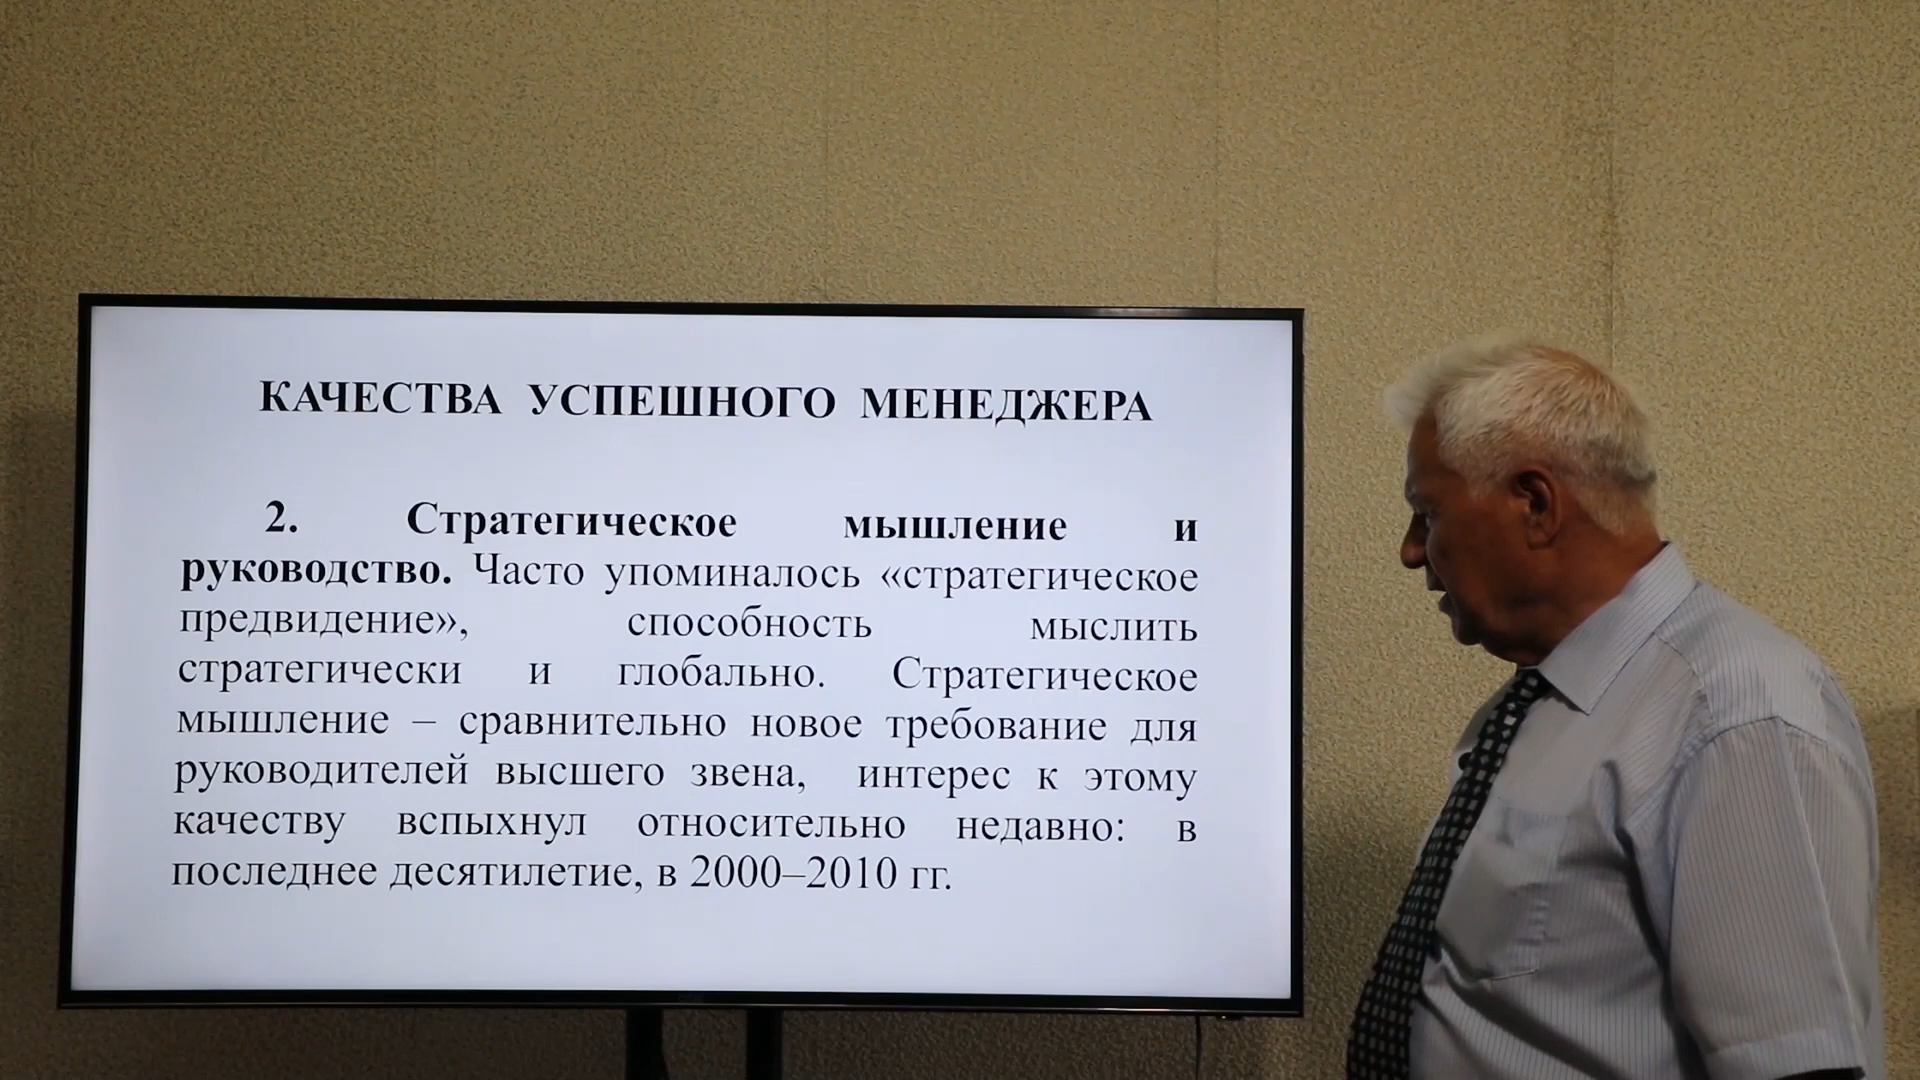 КАЧЕСТВА УСПЕШНОГО МЕНЕДЖЕРА
2. Стратегическое мышление и
руководство. Часто упоминалось «стратегическое
предвидение», способность мыслить
стратегически и глобально. Стратегическое
мышление – сравнительно новое требование для
руководителей высшего звена, интерес к этому
качеству вспыхнул относительно недавно: в
последнее десятилетие, в 2000–2010 гг.